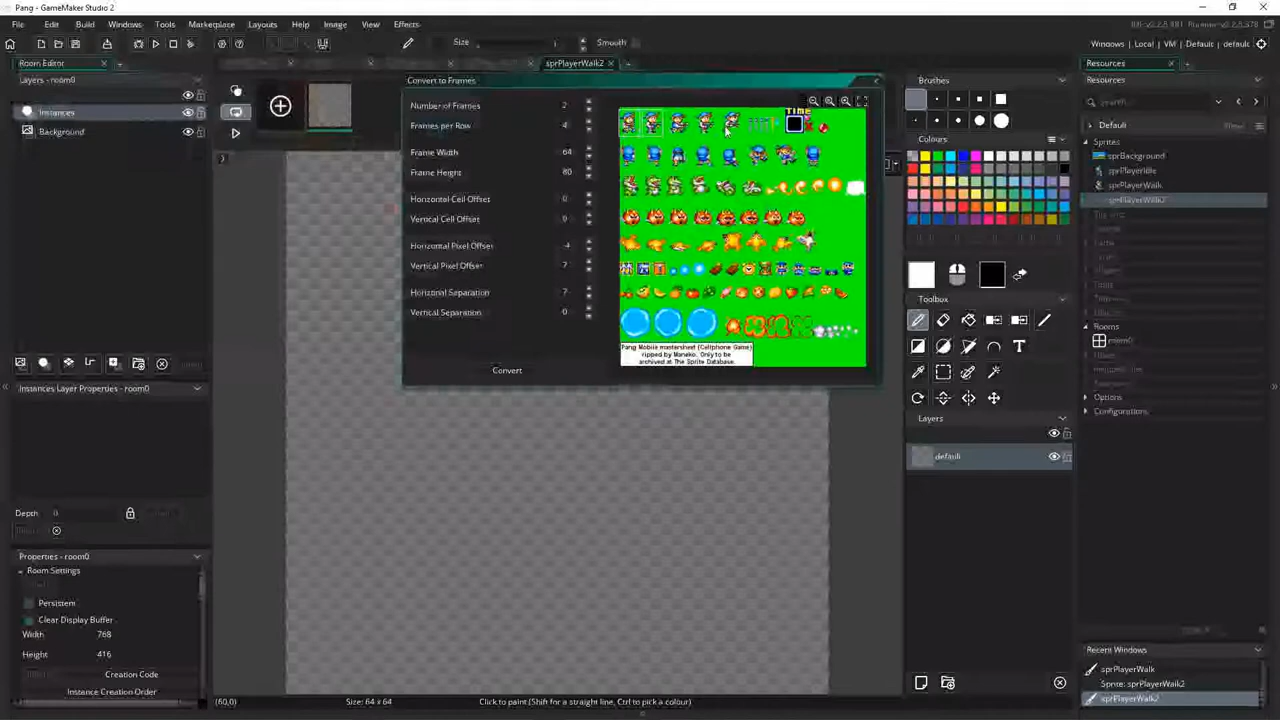 Pang - GameMaker Studio 2
File Edit Build Windows Tools Marketplace Layouts Help Image View Effects
Size
Smooth
Windows | Local | VM | Default | default
Room Editor
sprPlayerWalk2
Resources
Layers - room0
Instances
Background
Convert to Frames
Number of Frames 2
Frames per Row 4
Frame Width 64
Frame Height 80
Horizontal Cell Offset 0
Vertical Cell Offset 0
Horizontal Pixel Offset -4
Vertical Pixel Offset 7
Horizontal Separation 7
Vertical Separation 0
Convert
TIME
Pang Mobile mastersheet (Cellphone Game)
ripped by Maneko. Only to be
archived at The Sprite Database.
Brushes
Colours
Toolbox
Layers
default
Resources
Search...
Default
View
Sprites
sprBackground
sprPlayerIdle
sprPlayerWalk
sprPlayerWalk2
Rooms
room0
Options
Configurations
Instances Layer Properties - room0
Depth: 0
Properties - room0
Room Settings
Persistent
Clear Display Buffer
Width 768
Height 416
Creation Code
Instance Creation Order
(60,0)
Size: 64 x 64
Click to paint (Shift for a straight line, Ctrl to pick a colour)
Recent Windows
sprPlayerWalk
Sprite: sprPlayerWalk2
sprPlayerWalk2